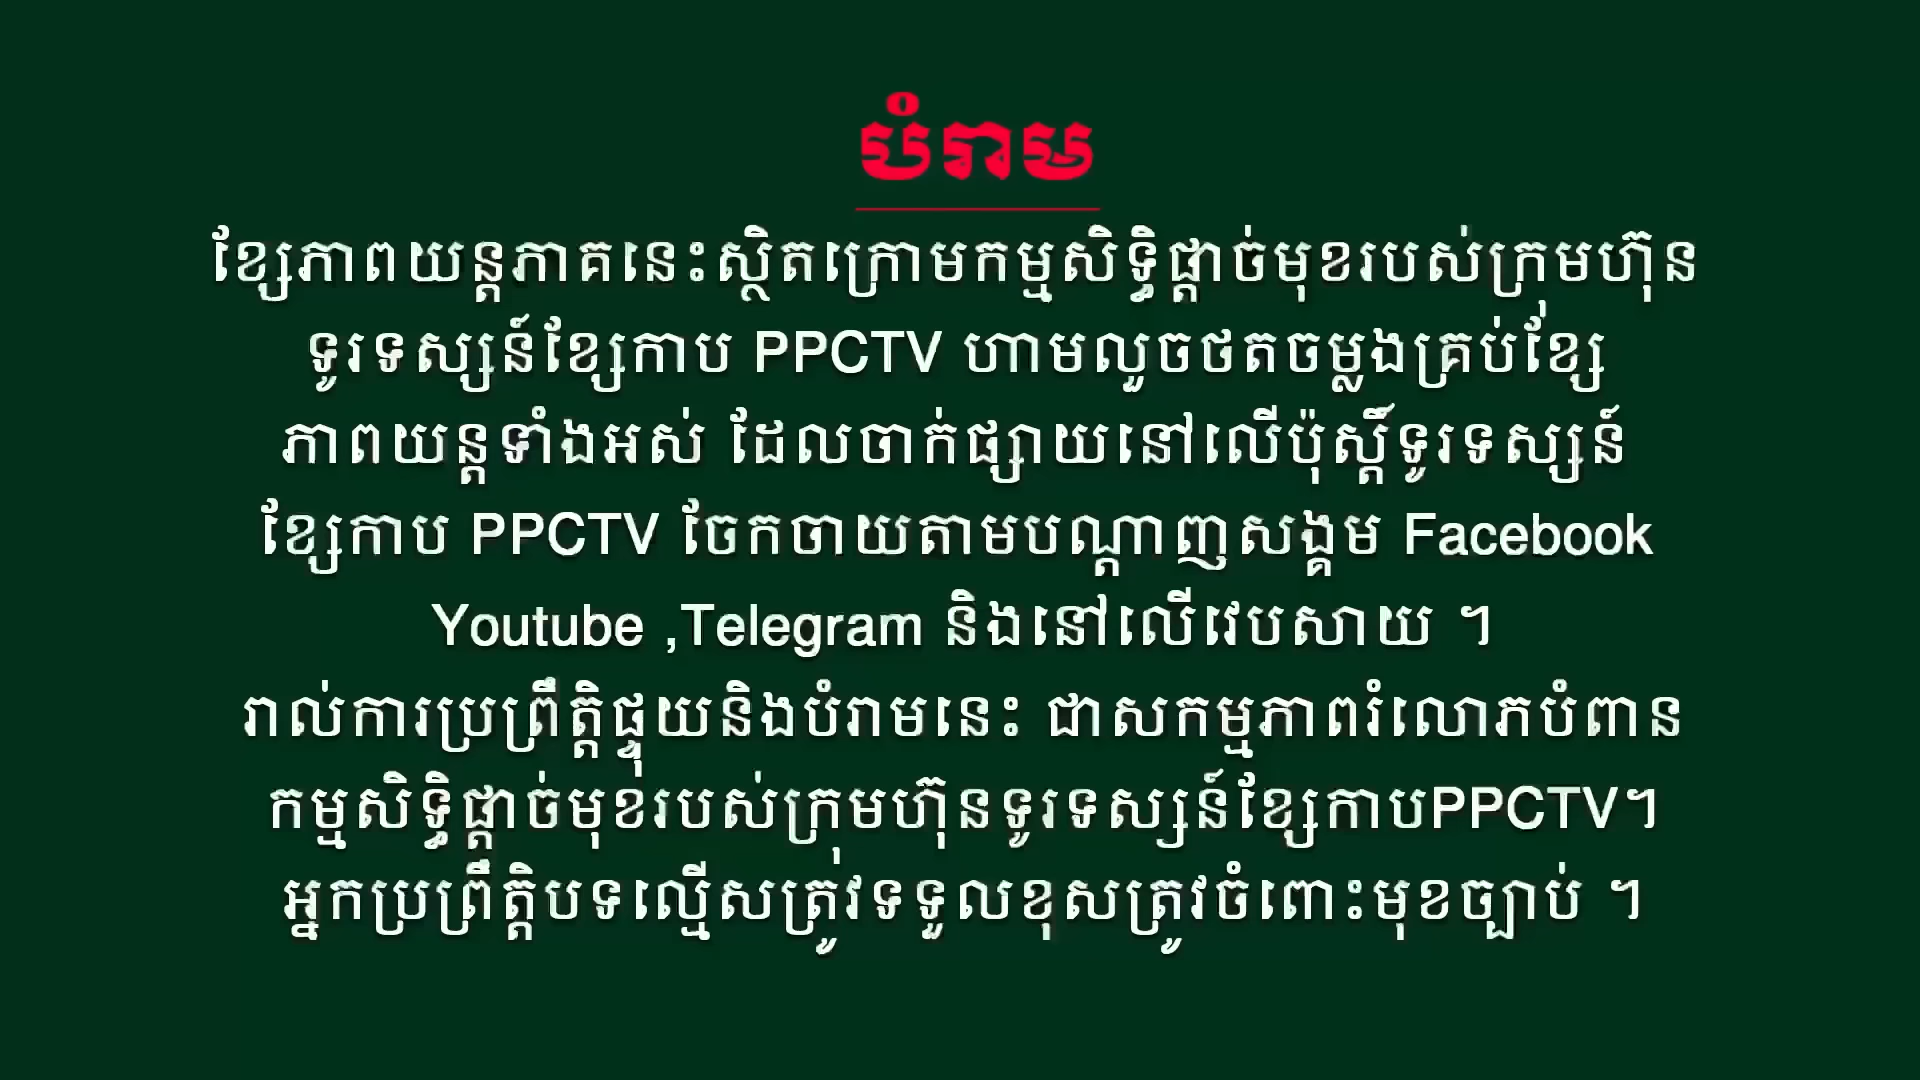 បំរាម
ខ្សែភាពយន្តភាគនេះស្ថិតក្រោមកម្មសិទ្ធិផ្តាច់មុខរបស់ក្រុមហ៊ុន
ទូរទស្សន៍ខ្សែកាប PPCTV ហាមលួចថតចម្លងគ្រប់ខ្សែ
ភាពយន្តទាំងអស់ ដែលចាក់ផ្សាយនៅលើប៉ុស្តិ៍ទូរទស្សន៍
ខ្សែកាប PPCTV ចែកចាយតាមបណ្តាញសង្គម Facebook
Youtube ,Telegram និងនៅលើវេបសាយ ។
រាល់ការប្រព្រឹត្តិផ្ទុយនិងបំរាមនេះ ជាសកម្មភាពរំលោភបំពាន
កម្មសិទ្ធិផ្តាច់មុខរបស់ក្រុមហ៊ុនទូរទស្សន៍ខ្សែកាបPPCTV។
អ្នកប្រព្រឹត្តិបទល្មើសត្រូវទទួលខុសត្រូវចំពោះមុខច្បាប់ ។